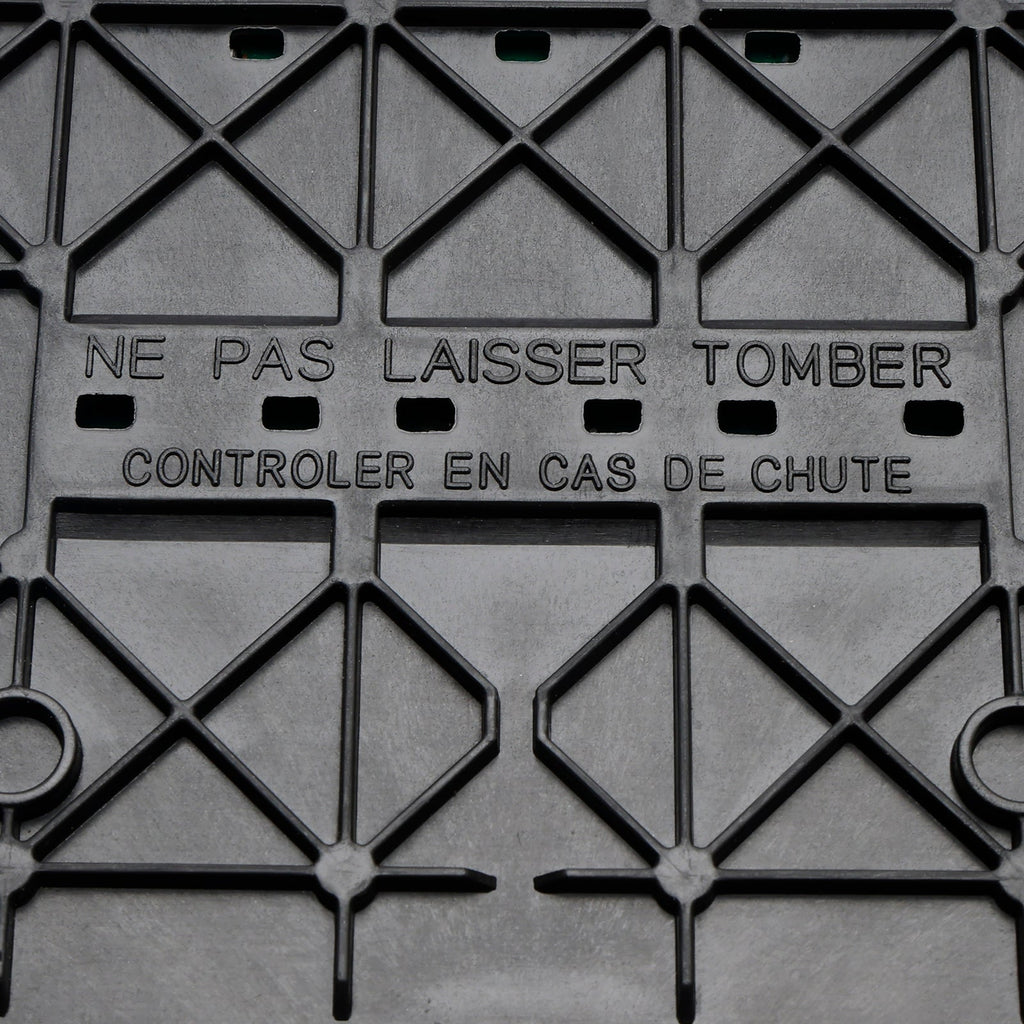 NE PAS LAISSER TOMBER
CONTROLER EN CAS DE CHUTE